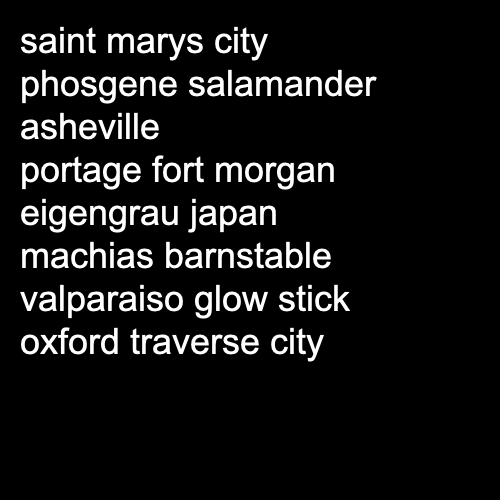 saint marys city
phosgene salamander
asheville
portage fort morgan
eigengrau japan
machias barnstable
valparaiso glow stick
oxford traverse city